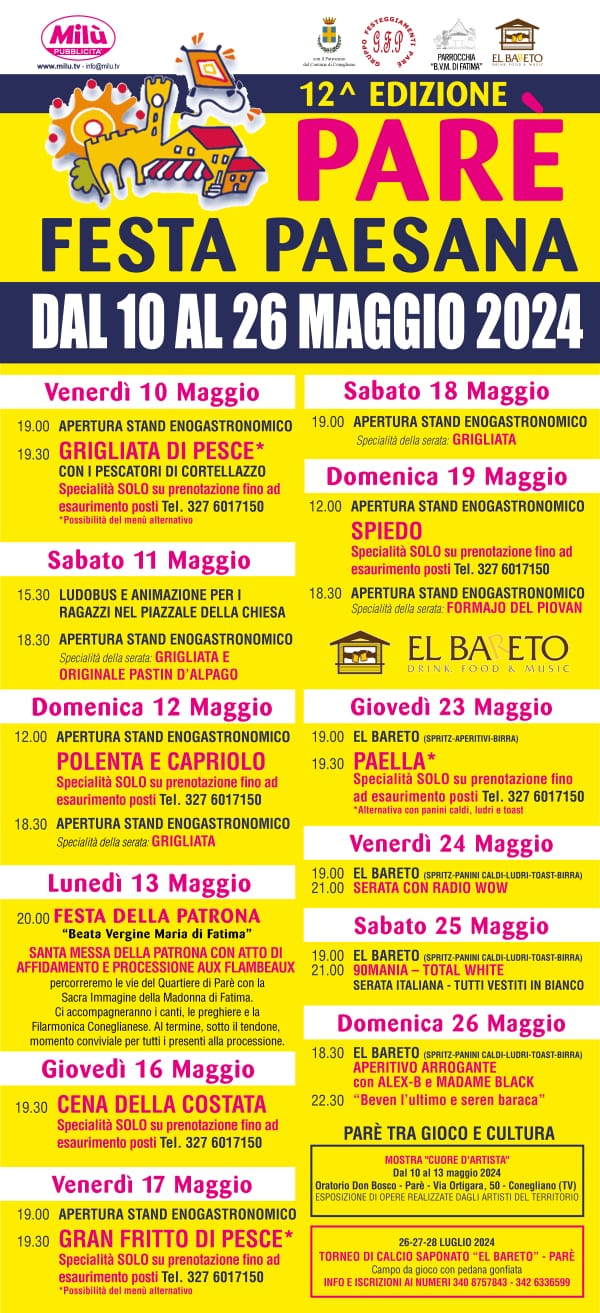 Milù
PUBBLICITÀ
www.milu.tv - info@milu.tv
con il Patrocinio
del Comune di Conegliano
GRUPPO FESTEGGIAMENTI PARÈ
G.F.P
PARROCCHIA
“B.V.M. DI FATIMA”
EL BARETO
DRINK, FOOD & MUSIC
12^ EDIZIONE
PARÈ
FESTA PAESANA
DAL 10 AL 26 MAGGIO 2024
Venerdì 10 Maggio
19.00 APERTURA STAND ENOGASTRONOMICO
19.30 GRIGLIATA DI PESCE*
CON I PESCATORI DI CORTELLAZZO
Specialità SOLO su prenotazione fino ad
esaurimento posti Tel. 327 6017150
*Possibilità del menù alternativo
Sabato 11 Maggio
15.30 LUDOBUS E ANIMAZIONE PER I
RAGAZZI NEL PIAZZALE DELLA CHIESA
18.30 APERTURA STAND ENOGASTRONOMICO
Specialità della serata: GRIGLIATA E
ORIGINALE PASTIN D’ALPAGO
Domenica 12 Maggio
12.00 APERTURA STAND ENOGASTRONOMICO
POLENTA E CAPRIOLO
Specialità SOLO su prenotazione fino ad
esaurimento posti Tel. 327 6017150
18.30 APERTURA STAND ENOGASTRONOMICO
Specialità della serata: GRIGLIATA
Lunedì 13 Maggio
20.00 FESTA DELLA PATRONA
“Beata Vergine Maria di Fatima”
SANTA MESSA DELLA PATRONA CON ATTO DI
AFFIDAMENTO E PROCESSIONE AUX FLAMBEAUX
percorreremo le vie del Quartiere di Parè con la
Sacra Immagine della Madonna di Fatima.
Ci accompagneranno i canti, le preghiere e la
Filarmonica Coneglianese. Al termine, sotto il tendone,
momento conviviale per tutti i presenti alla processione.
Giovedì 16 Maggio
19.30 CENA DELLA COSTATA
Specialità SOLO su prenotazione fino ad
esaurimento posti Tel. 327 6017150
Venerdì 17 Maggio
19.00 APERTURA STAND ENOGASTRONOMICO
19.30 GRAN FRITTO DI PESCE*
Specialità SOLO su prenotazione fino ad
esaurimento posti Tel. 327 6017150
*Possibilità del menù alternativo
Sabato 18 Maggio
19.00 APERTURA STAND ENOGASTRONOMICO
Specialità della serata: GRIGLIATA
Domenica 19 Maggio
12.00 APERTURA STAND ENOGASTRONOMICO
SPIEDO
Specialità SOLO su prenotazione fino ad
esaurimento posti Tel. 327 6017150
18.30 APERTURA STAND ENOGASTRONOMICO
Specialità della serata: FORMAJO DEL PIOVAN
EL BARETO
DRINK, FOOD & MUSIC
Giovedì 23 Maggio
19.00 EL BARETO (SPRITZ-APERITIVI-BIRRA)
19.30 PAELLA*
Specialità SOLO su prenotazione fino
ad esaurimento posti Tel. 327 6017150
*Alternativa con panini caldi, ludri e toast
Venerdì 24 Maggio
19.00 EL BARETO (SPRITZ-PANINI CALDI-LUDRI-TOAST-BIRRA)
21.00 SERATA CON RADIO WOW
Sabato 25 Maggio
19.00 EL BARETO (SPRITZ-PANINI CALDI-LUDRI-TOAST-BIRRA)
21.00 90MANIA – TOTAL WHITE
SERATA ITALIANA - TUTTI VESTITI IN BIANCO
Domenica 26 Maggio
18.30 EL BARETO (SPRITZ-PANINI CALDI-LUDRI-TOAST-BIRRA)
APERITIVO ARROGANTE
con ALEX-B e MADAME BLACK
22.30 “Beven l’ultimo e seren baraca”
PARÈ TRA GIOCO E CULTURA
MOSTRA "CUORE D'ARTISTA"
Dal 10 al 13 maggio 2024
Oratorio Don Bosco - Parè - Via Ortigara, 50 - Conegliano (TV)
ESPOSIZIONE DI OPERE REALIZZATE DAGLI ARTISTI DEL TERRITORIO
26-27-28 LUGLIO 2024
TORNEO DI CALCIO SAPONATO “EL BARETO” - PARÈ
Campo da gioco con pedana gonfiata
INFO E ISCRIZIONI AI NUMERI 340 8757843 - 342 6336599